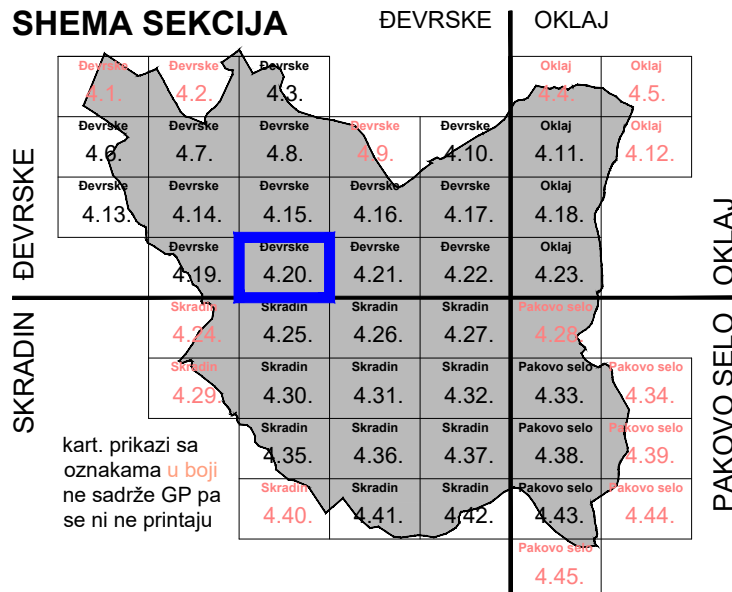 SHEMA SEKCIJA
ĐEVRSKE
OKLAJ
Đevrske Đevrske Đevrske Oklaj Oklaj
4.1. 4.2. 4.3. 4.4. 4.5.
Đevrske Đevrske Đevrske Đevrske Đevrske Oklaj Oklaj
4.6. 4.7. 4.8. 4.9. 4.10. 4.11. 4.12.
Đevrske Đevrske Đevrske Đevrske Đevrske Oklaj
4.13. 4.14. 4.15. 4.16. 4.17. 4.18.
Đevrske Đevrske Đevrske Đevrske Oklaj
4.19. 4.20. 4.21. 4.22. 4.23.
ĐEVRSKE
OKLAJ
Skradin Skradin Skradin Skradin Pakovo selo
4.24. 4.25. 4.26. 4.27. 4.28.
Skradin Skradin Skradin Skradin Pakovo selo Pakovo selo
4.29. 4.30. 4.31. 4.32. 4.33. 4.34.
Skradin Skradin Skradin Pakovo selo Pakovo selo
4.35. 4.36. 4.37. 4.38. 4.39.
Skradin Skradin Skradin Pakovo selo Pakovo selo
4.40. 4.41. 4.42. 4.43. 4.44.
Pakovo selo
4.45.
SKRADIN
PAKOVO SELO
kart. prikazi sa
oznakama u boji
ne sadrže GP pa
se ni ne printaju